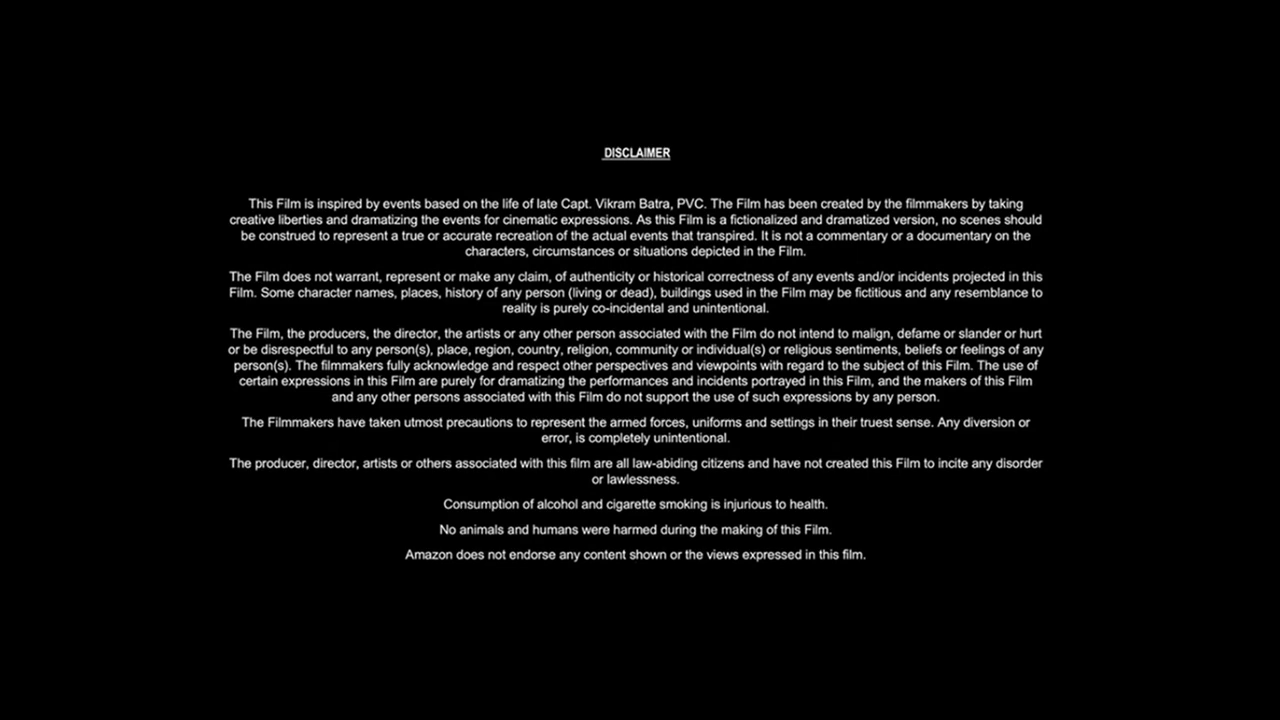 DISCLAIMER
This Film is inspired by events based on the life of late Capt. Vikram Batra, PVC. The Film has been created by the filmmakers by taking
creative liberties and dramatizing the events for cinematic expressions. As this Film is a fictionalized and dramatized version, no scenes should
be construed to represent a true or accurate recreation of the actual events that transpired. It is not a commentary or a documentary on the
characters, circumstances or situations depicted in the Film.
The Film does not warrant, represent or make any claim, of authenticity or historical correctness of any events and/or incidents projected in this
Film. Some character names, places, history of any person (living or dead), buildings used in the Film may be fictitious and any resemblance to
reality is purely co-incidental and unintentional.
The Film, the producers, the director, the artists or any other person associated with the Film do not intend to malign, defame or slander or hurt
or be disrespectful to any person(s), place, region, country, religion, community or individual(s) or religious sentiments, beliefs or feelings of any
person(s). The filmmakers fully acknowledge and respect other perspectives and viewpoints with regard to the subject of this Film. The use of
certain expressions in this Film are purely for dramatizing the performances and incidents portrayed in this Film, and the makers of this Film
and any other persons associated with this Film do not support the use of such expressions by any person.
The Filmmakers have taken utmost precautions to represent the armed forces, uniforms and settings in their truest sense. Any diversion or
error, is completely unintentional.
The producer, director, artists or others associated with this film are all law-abiding citizens and have not created this Film to incite any disorder
or lawlessness.
Consumption of alcohol and cigarette smoking is injurious to health.
No animals and humans were harmed during the making of this Film.
Amazon does not endorse any content shown or the views expressed in this film.